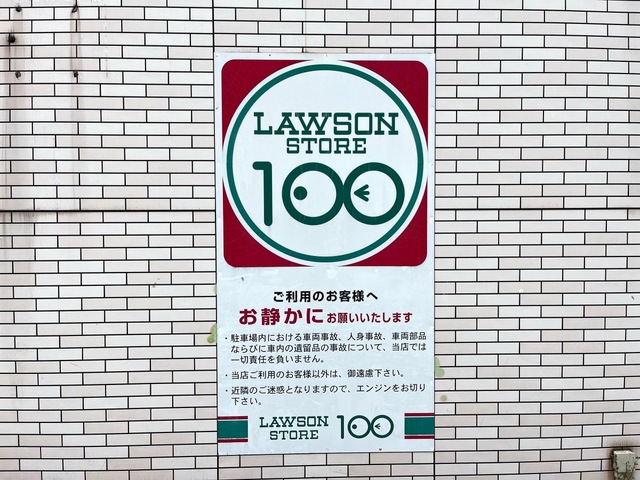 LAWSON
STORE
100
ご利用のお客様へ
お静かにお願いいたします
・駐車場内における車両事故、人身事故、車両部品
ならびに車内の遺留品の事故について、当店では
一切責任を負いません。
・当店ご利用のお客様以外は、御遠慮下さい。
・近隣のご迷惑となりますので、エンジンをお切り
下さい。
LAWSON
STORE 100